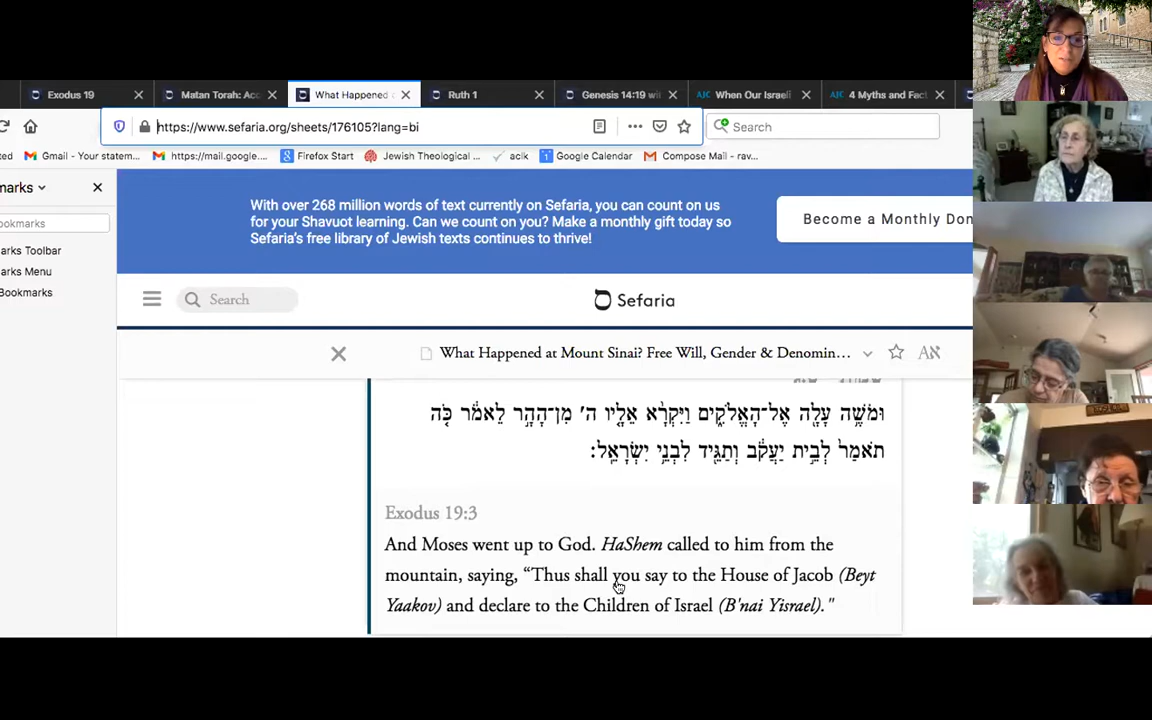 Exodus 19
Matan Torah: Acc
What Happened
Ruth 1
Genesis 14:19 wi
When Our Israeli
4 Myths and Fact
https://www.sefaria.org/sheets/176105?lang=bi
Search
ted
Gmail - Your statem...
https://mail.google....
Firefox Start
Jewish Theological ...
acik
Google Calendar
Compose Mail - rav...
marks
ookmarks
arks Toolbar
arks Menu
Bookmarks
With over 268 million words of text currently on Sefaria, you can count on us
for your Shavuot learning. Can we count on you? Make a monthly gift today so
Sefaria's free library of Jewish texts continues to thrive!
Become a Monthly Don
Search
Sefaria
What Happened at Mount Sinai? Free Will, Gender & Denomin...
וּמֹשֶׁ֥ה עָלָ֖ה אֶל־הָאֱלֹקִ֑ים וַיִּקְרָ֨א אֵלָ֤יו ה׳ מִן־הָהָ֣ר לֵאמֹ֔ר כֹּ֤ה
תֹאמַר֙ לְבֵ֣ית יַעֲקֹ֔ב וְתַגֵּ֖יד לִבְנֵ֥י יִשְׂרָאֵֽל׃
Exodus 19:3
And Moses went up to God. HaShem called to him from the
mountain, saying, “Thus shall you say to the House of Jacob (Beyt
Yaakov) and declare to the Children of Israel (B'nai Yisrael)."